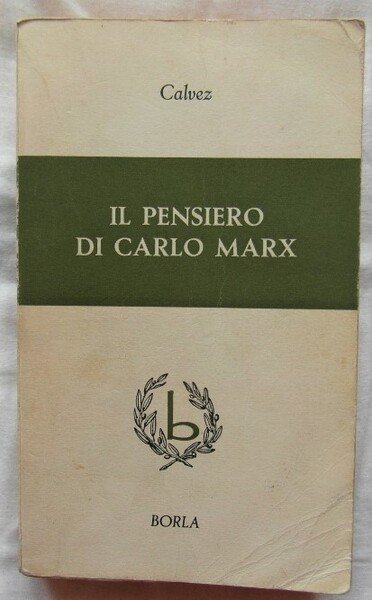 Calvez
IL PENSIERO
DI CARLO MARX
b
BORLA